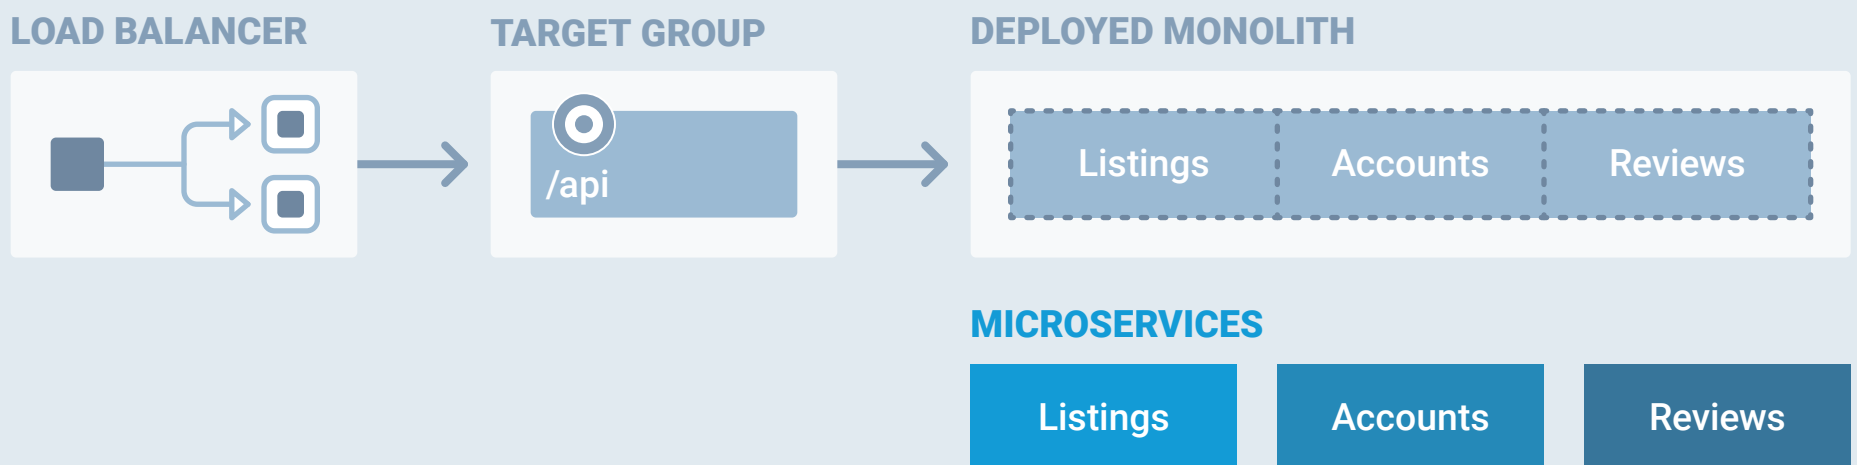 LOAD BALANCER
TARGET GROUP
DEPLOYED MONOLITH
/api
Listings
Accounts
Reviews
MICROSERVICES
Listings
Accounts
Reviews